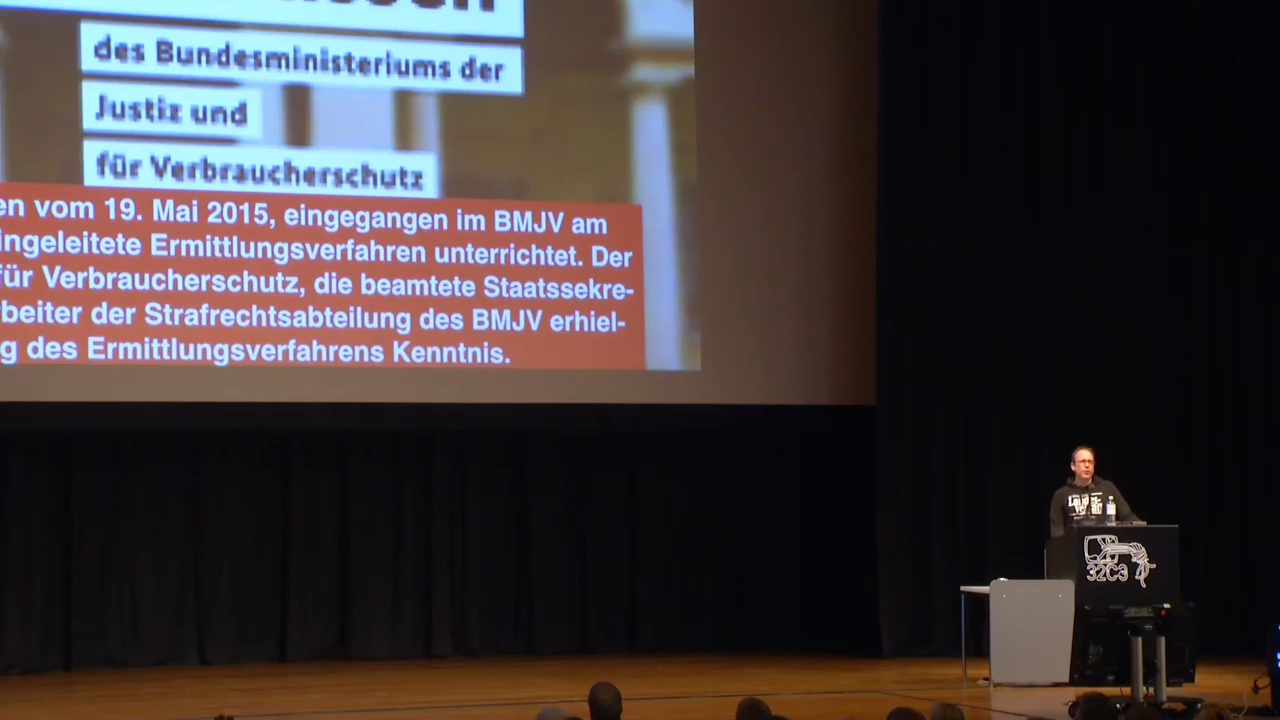 des Bundesministeriums der
Justiz und
für Verbraucherschutz
en vom 19. Mai 2015, eingegangen im BMJV am
ingeleitete Ermittlungsverfahren unterrichtet. Der
für Verbraucherschutz, die beamtete Staatssekre-
beiter der Strafrechtsabteilung des BMJV erhiel-
g des Ermittlungsverfahrens Kenntnis.
32C3